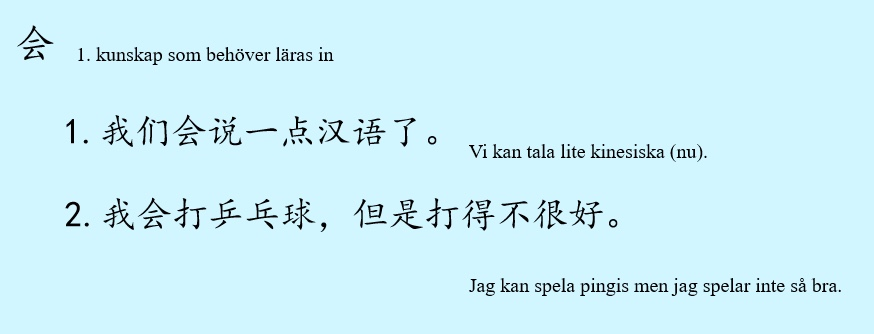 会 1. kunskap som behöver läras in
1. 我们会说一点汉语了。 Vi kan tala lite kinesiska (nu).
2. 我会打乒乓球，但是打得不很好。
Jag kan spela pingis men jag spelar inte så bra.